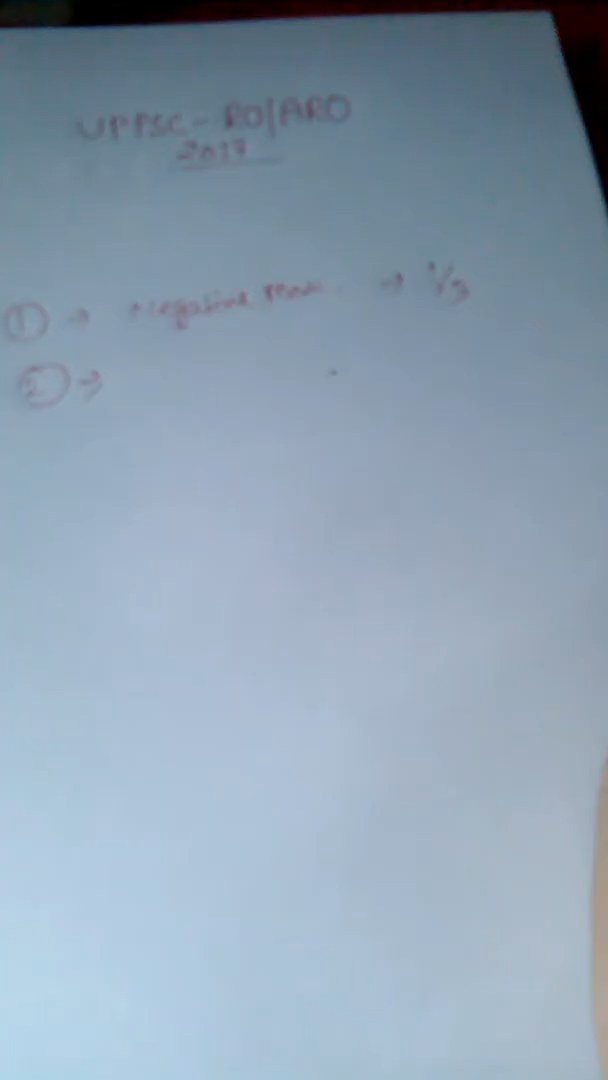 UPPSC - RO/ARO
2017
① → Negative Mark → 1/3
② →